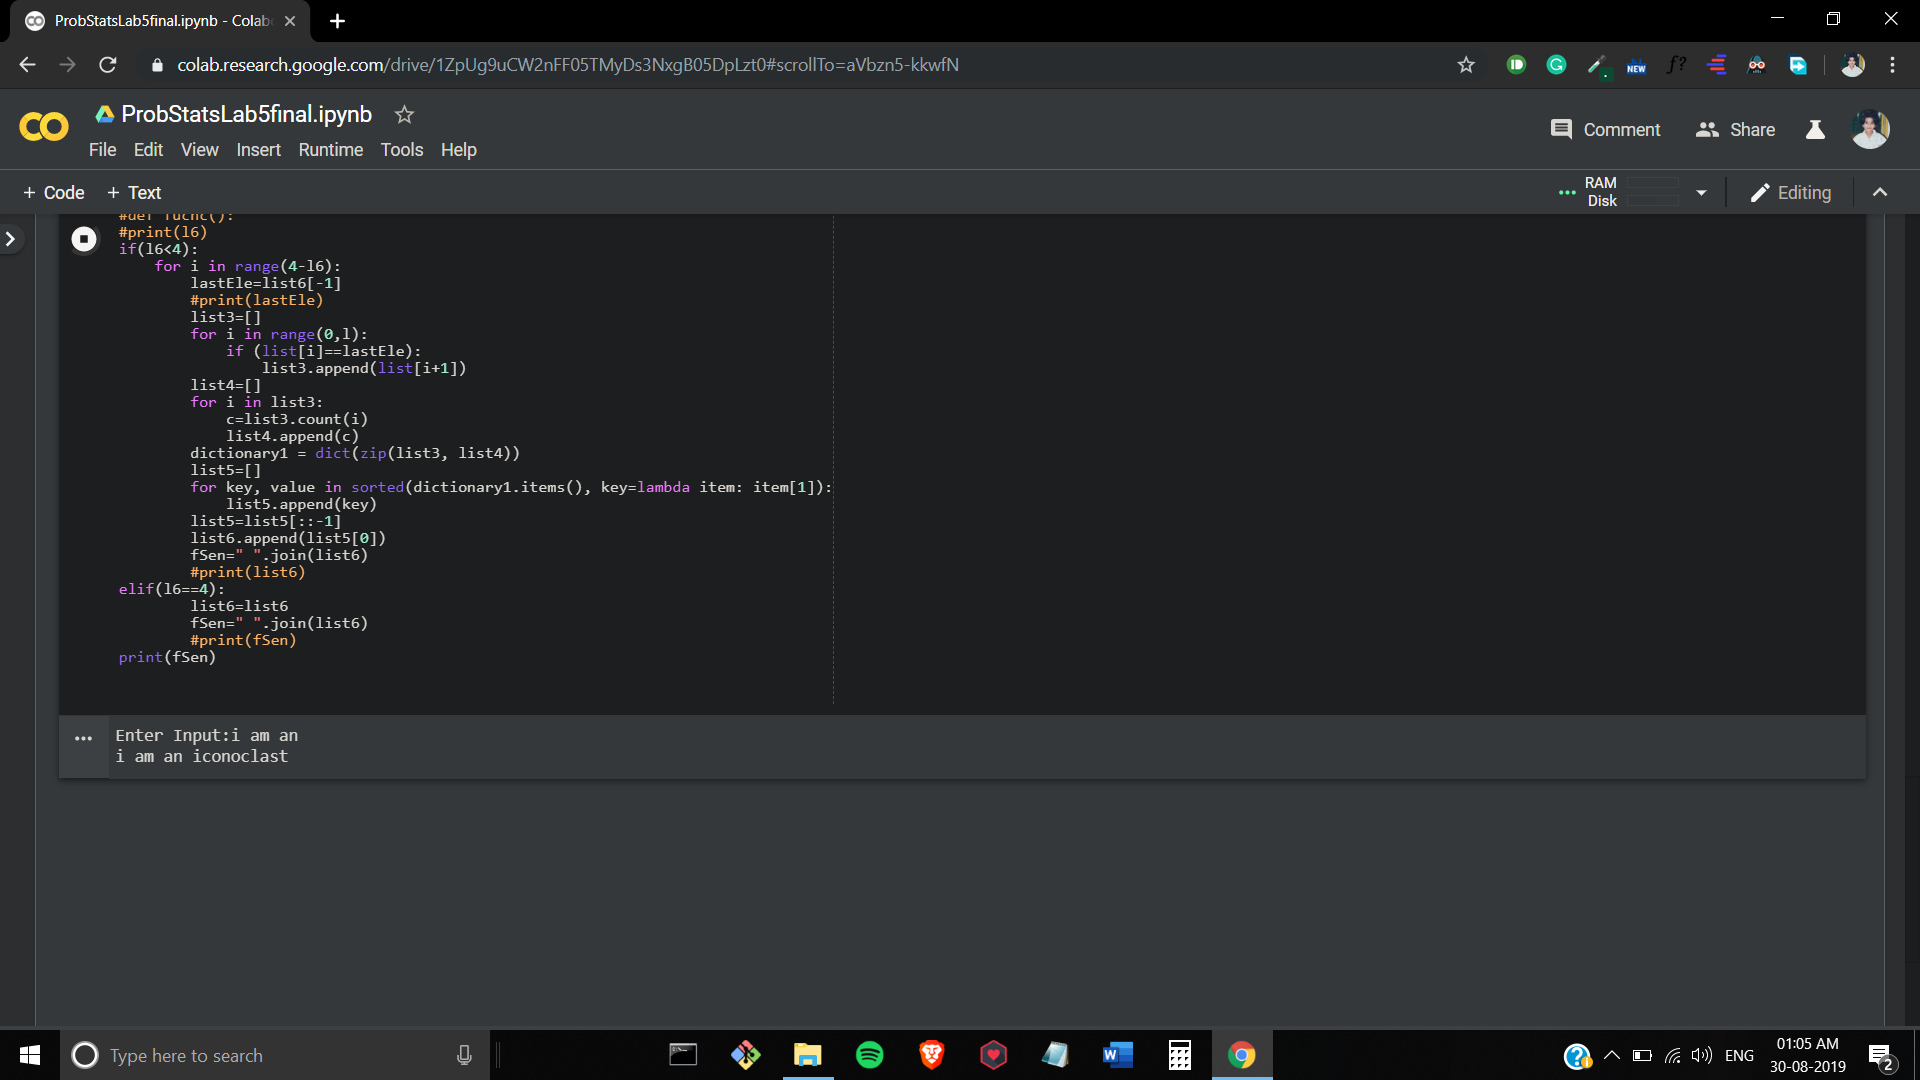 ProbStatsLab5final.ipynb - Colab
colab.research.google.com/drive/1ZpUg9uCW2nFF05TMyDs3NxgB05DpLzt0#scrollTo=aVbzn5-kkwfN
NEW
f?
CO
ProbStatsLab5final.ipynb
Comment
Share
File Edit View Insert Runtime Tools Help
+ Code + Text
RAM
Disk
Editing
#def fucnc():
#print(l6)
if(l6<4):
    for i in range(4-l6):
        lastEle=list6[-1]
        #print(lastEle)
        list3=[]
        for i in range(0,l):
            if (list[i]==lastEle):
                list3.append(list[i+1])
        list4=[]
        for i in list3:
            c=list3.count(i)
            list4.append(c)
        dictionary1 = dict(zip(list3, list4))
        list5=[]
        for key, value in sorted(dictionary1.items(), key=lambda item: item[1]):
            list5.append(key)
        list5=list5[::-1]
        list6.append(list5[0])
        fSen=" ".join(list6)
        #print(list6)
elif(l6==4):
        list6=list6
        fSen=" ".join(list6)
        #print(fSen)
print(fSen)
Enter Input:i am an
i am an iconoclast
Type here to search
ENG
01:05 AM
30-08-2019
2